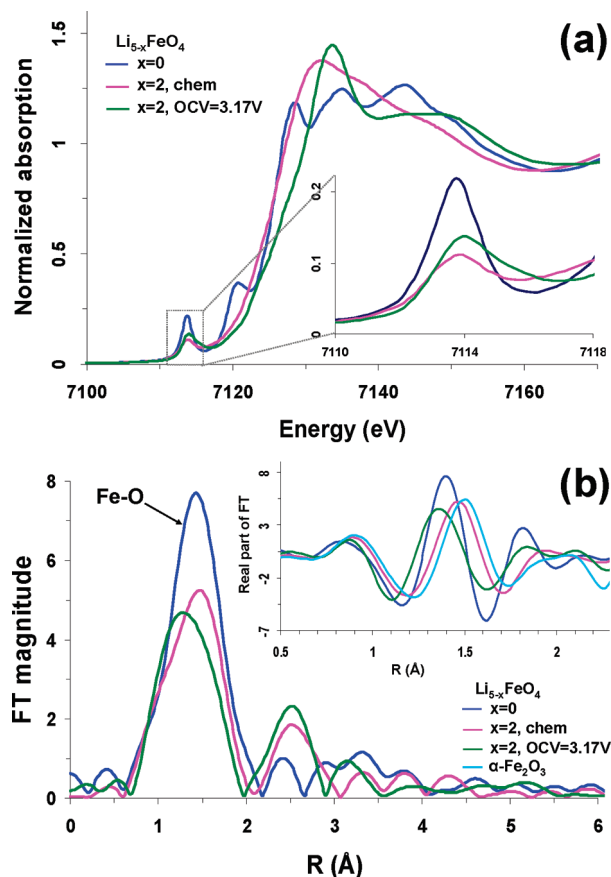 (a)
Li5-xFeO4
x=0
x=2, chem
x=2, OCV=3.17V
Normalized absorption
1.5
1
0.5
0
0.2
0.1
0
7110
7114
7118
7100
7120
7140
7160
Energy (eV)
(b)
Fe-O
FT magnitude
8
6
4
2
0
Real part of FT
8
3
-2
-7
0.5
1
1.5
2
R (Å)
Li5-xFeO4
x=0
x=2, chem
x=2, OCV=3.17V
α-Fe2O3
0
1
2
3
4
5
6
R (Å)